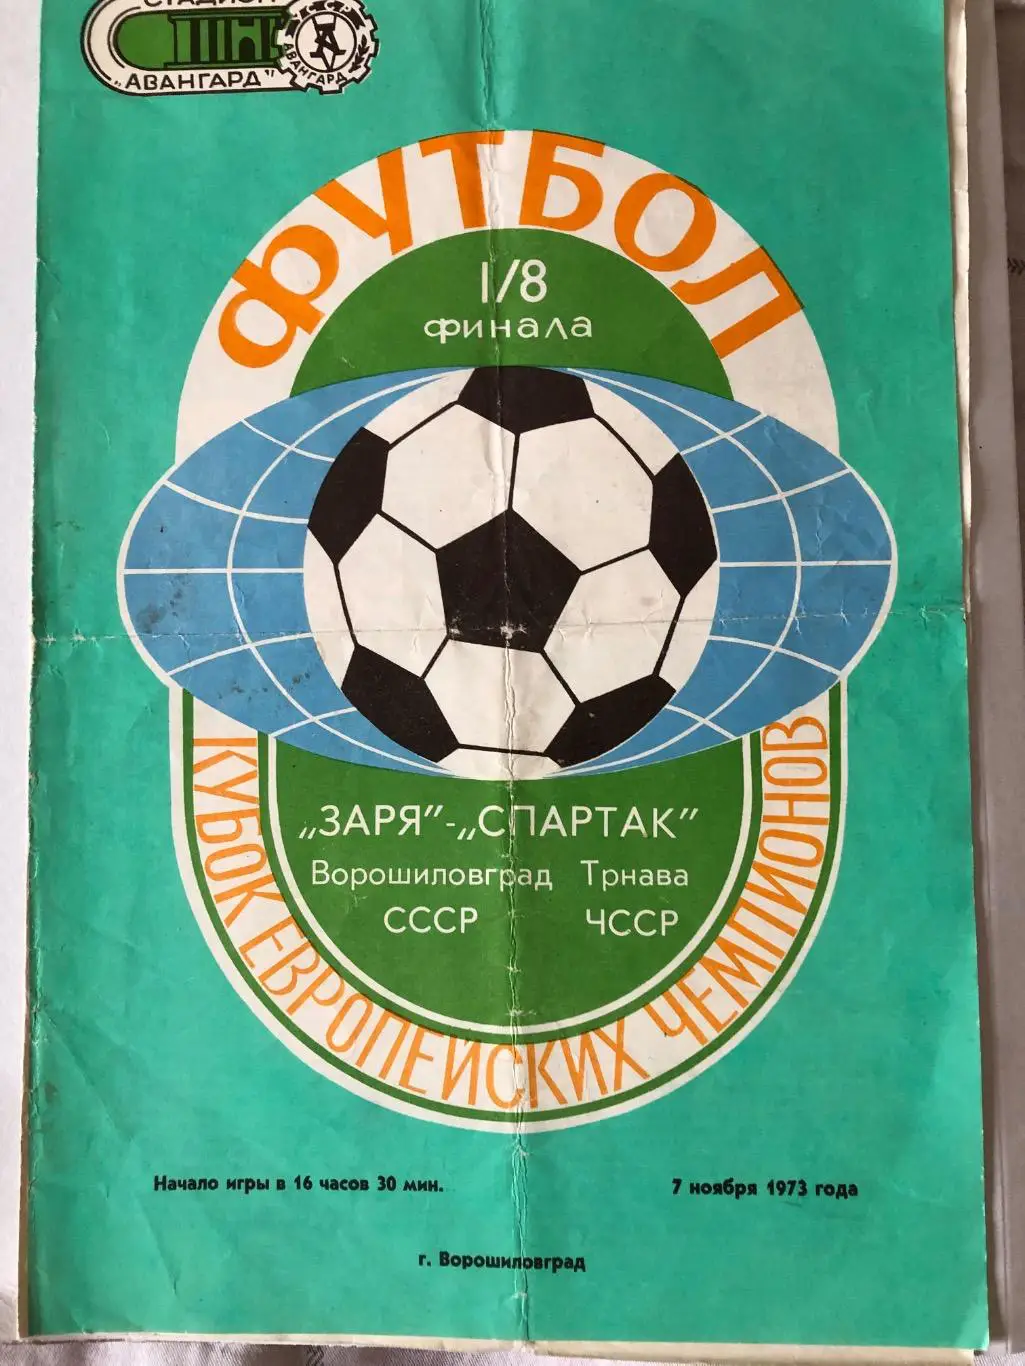 СТАДИОН
„АВАНГАРД"
АВАНГАРД
ФУТБОЛ
1/8
финала
„ЗАРЯ"-„СПАРТАК"
Ворошиловград Трнава
СССР ЧССР
КУБОК ЕВРОПЕЙСКИХ ЧЕМПИОНОВ
Начало игры в 16 часов 30 мин. 7 ноября 1973 года
г. Ворошиловград